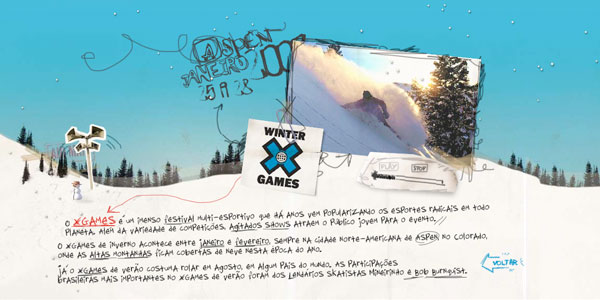 ASPEN
JANEIRO
WINTER
X
GAMES
PLAY STOP
O XGAMES é um imenso festival multi-esportivo que há anos vem popularizando os esportes radicais em todo
planeta. Além da variedade de competições, agitados shows atraem o público jovem para o evento.
O XGAMES de inverno acontece entre janeiro e fevereiro, sempre na cidade norte-americana de Aspen no Colorado,
onde as altas montanhas ficam cobertas de neve nesta época do ano.
Já o XGAMES de verão costuma rolar em agosto, em algum país do mundo. As participações
brasileiras mais importantes no XGAMES de verão foram dos lendários skatistas Mineirinho e Bob Burnquist.
VOLTAR